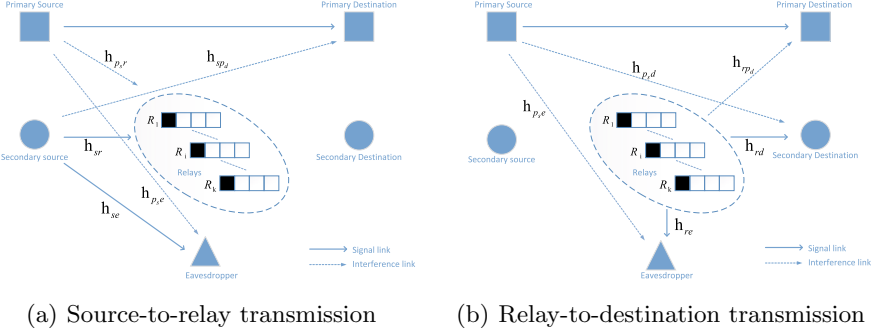 Primary Source
Primary Destination
h_{p_s r}
h_{sp_d}
R_1
Secondary source
h_{sr}
R_i
Secondary Destination
Relays
R_k
h_{p_s e}
h_{se}
Signal link
Interference link
Eavesdropper
(a) Source-to-relay transmission
Primary Source
Primary Destination
h_{p_s d}
h_{rp_d}
h_{p_s e}
R_1
Secondary source
R_i
h_{rd}
Secondary Destination
Relays
R_k
h_{re}
Signal link
Interference link
Eavesdropper
(b) Relay-to-destination transmission